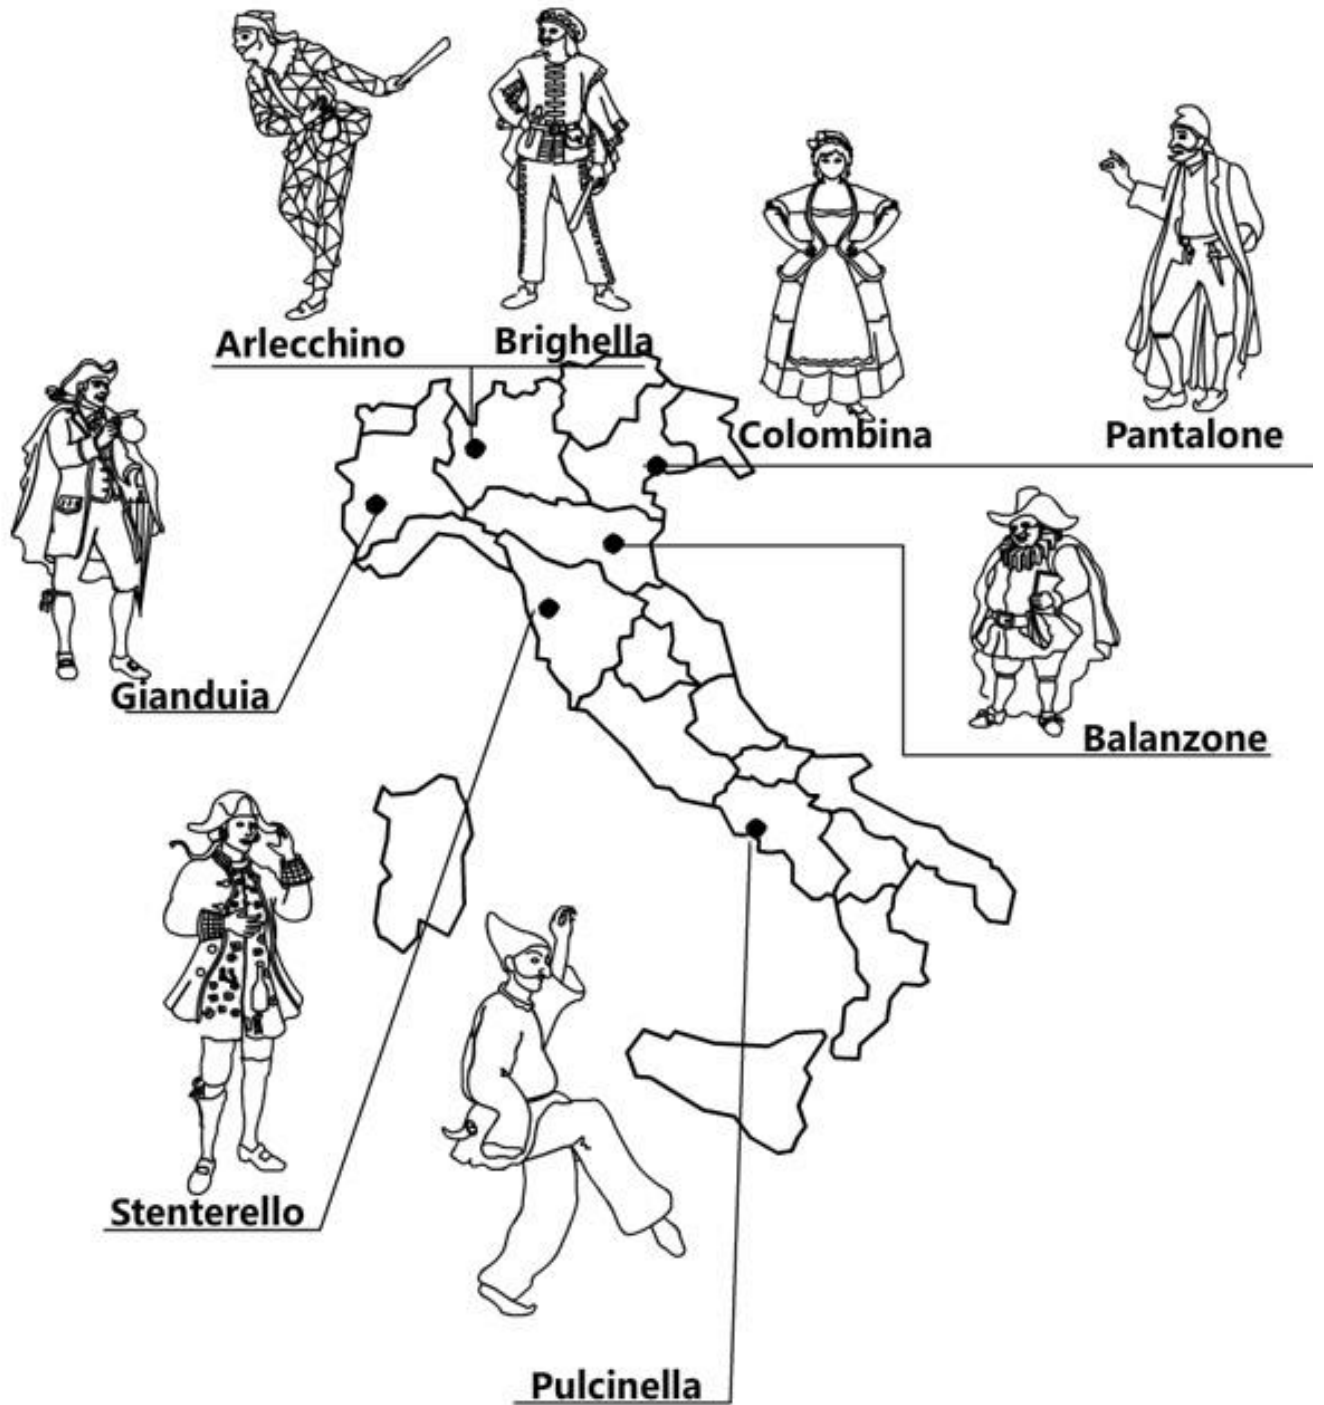 Arlecchino
Brighella
Colombina
Pantalone
Gianduia
Balanzone
Stenterello
Pulcinella